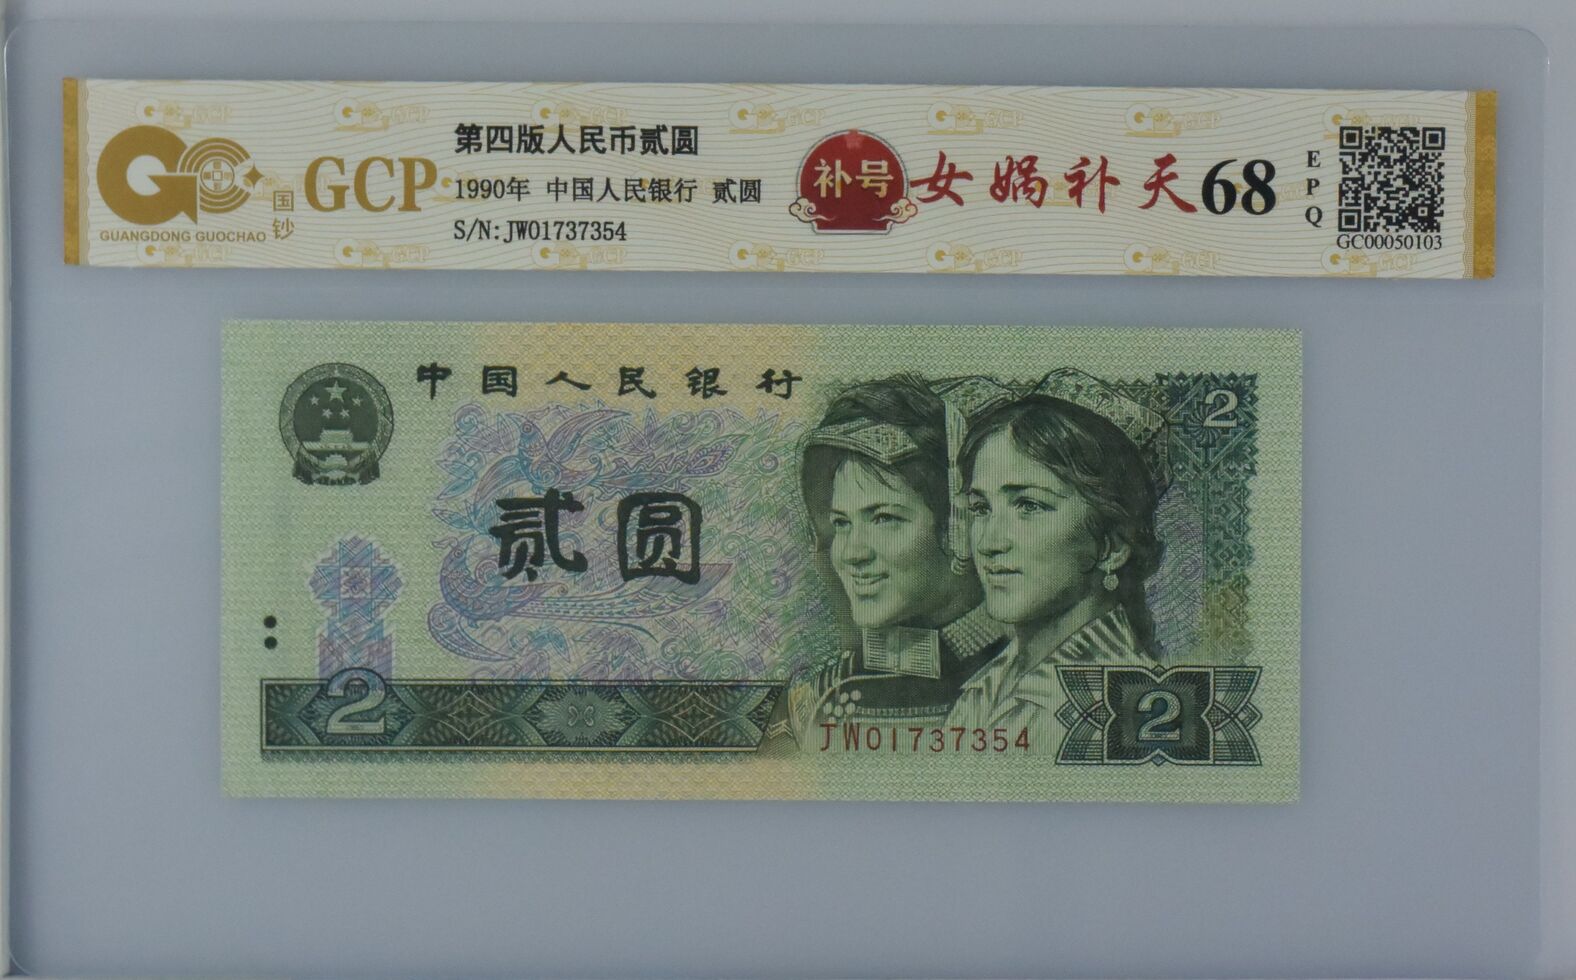 GCP
国钞
GUANGDONG GUOCHAO
第四版人民币贰圆
1990年 中国人民银行 贰圆
S/N:JW01737354
补号
女娲补天
68
EPQ
GC00050103
中国人民银行
2
贰圆
2
JW01737354
2